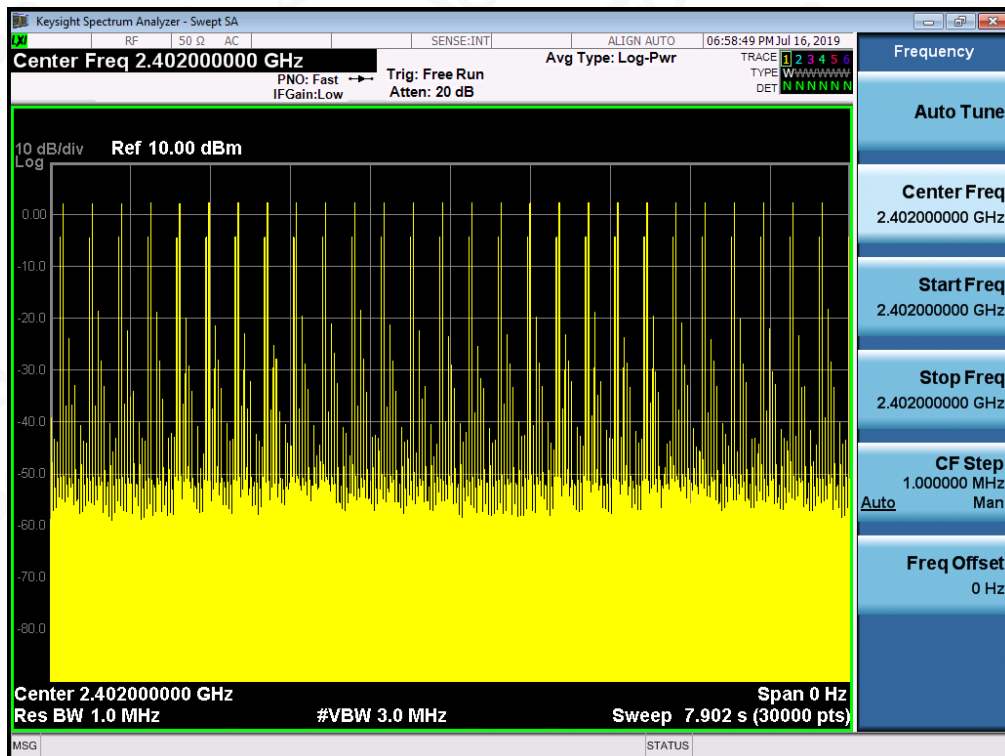 Keysight Spectrum Analyzer - Swept SA
LXI RF 50 Ω AC SENSE:INT ALIGN AUTO 06:58:49 PM Jul 16, 2019
Center Freq 2.402000000 GHz
PNO: Fast
IFGain:Low
Trig: Free Run
Atten: 20 dB
Avg Type: Log-Pwr
TRACE 1 2 3 4 5 6
TYPE WWWWWW
DET N N N N N N
10 dB/div
Log
Ref 10.00 dBm
0.00
-10.0
-20.0
-30.0
-40.0
-50.0
-60.0
-70.0
-80.0
Center 2.402000000 GHz
Span 0 Hz
Res BW 1.0 MHz
#VBW 3.0 MHz
Sweep 7.902 s (30000 pts)
MSG
STATUS
Frequency
Auto Tune
Center Freq
2.402000000 GHz
Start Freq
2.402000000 GHz
Stop Freq
2.402000000 GHz
CF Step
1.000000 MHz
Auto Man
Freq Offset
0 Hz